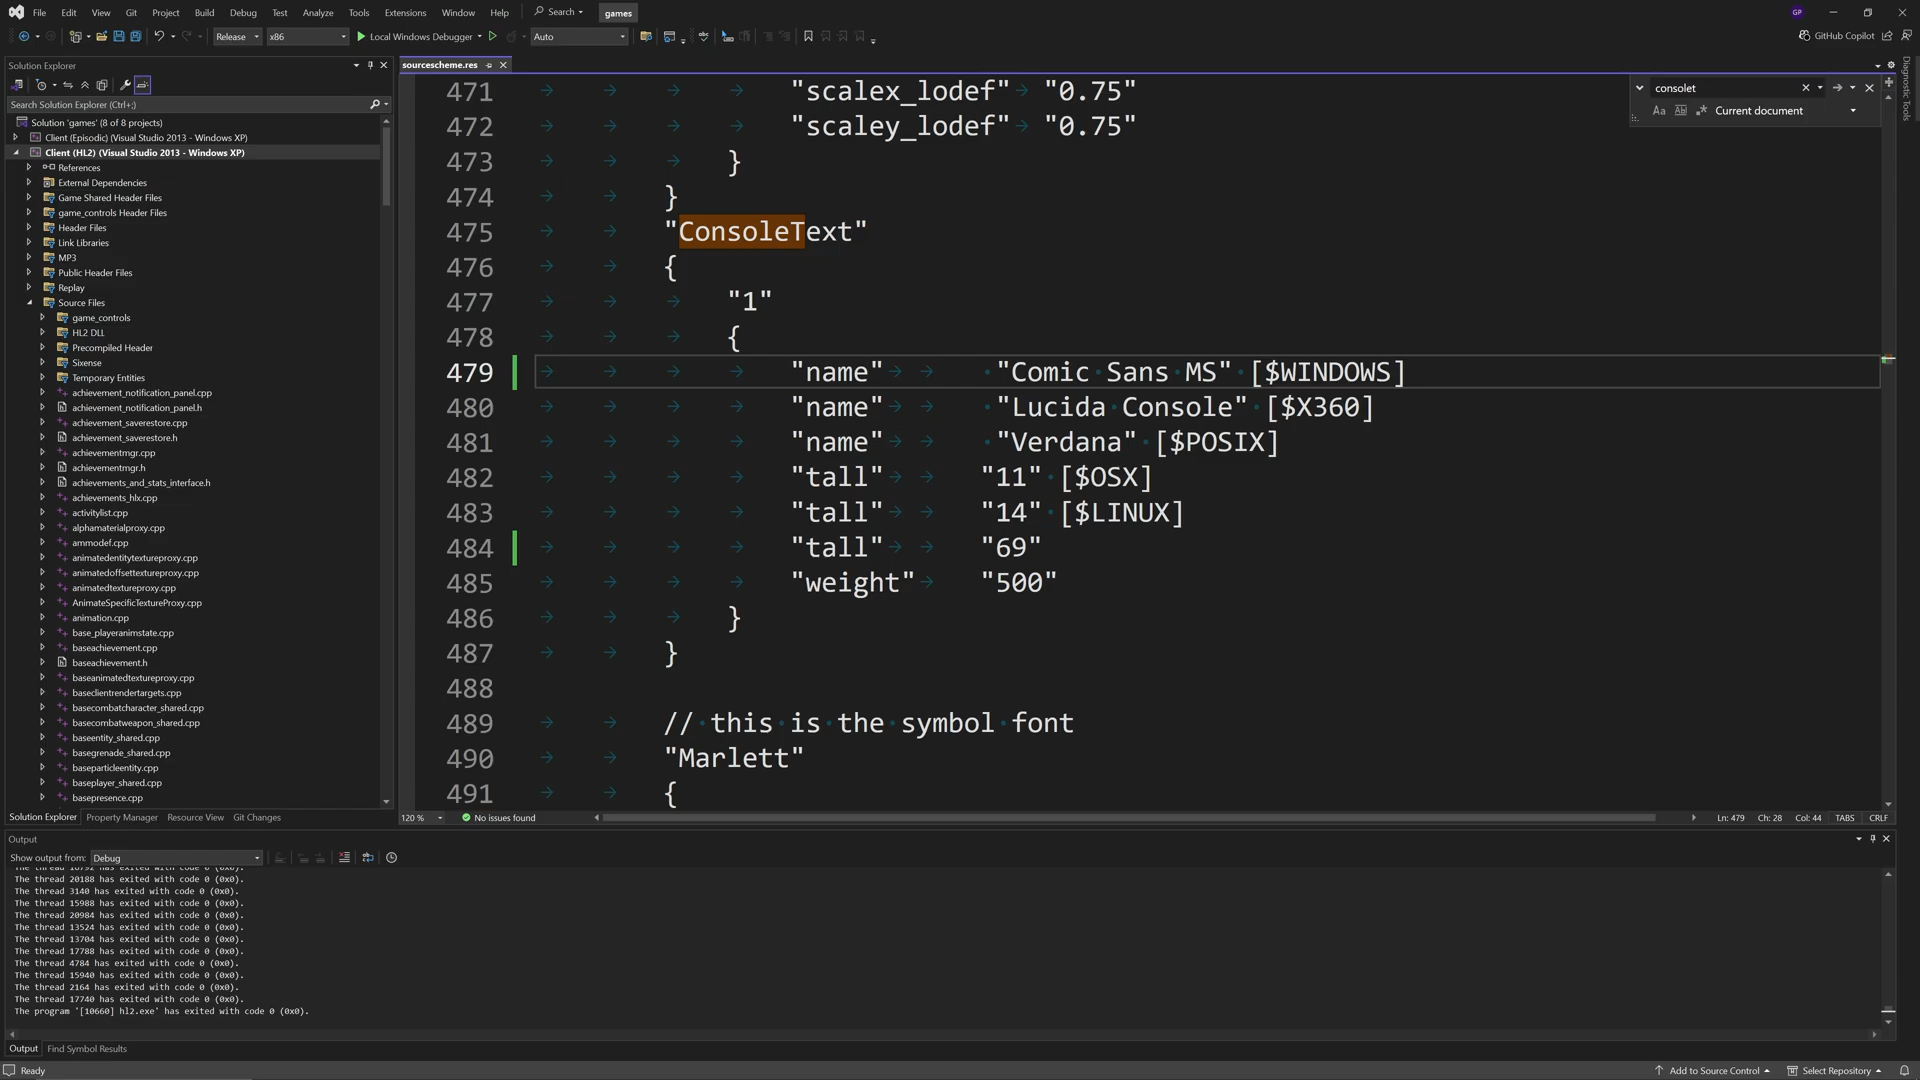 File Edit View Git Project Build Debug Test Analyze Tools Extensions Window Help Search games GP
Release x86 Local Windows Debugger Auto GitHub Copilot
Solution Explorer
Search Solution Explorer (Ctrl+;)
Solution 'games' (8 of 8 projects)
Client (Episodic) (Visual Studio 2013 - Windows XP)
Client (HL2) (Visual Studio 2013 - Windows XP)
References
External Dependencies
Game Shared Header Files
game_controls Header Files
Header Files
Link Libraries
MP3
Public Header Files
Replay
Source Files
game_controls
HL2 DLL
Precompiled Header
Sixense
Temporary Entities
achievement_notification_panel.cpp
achievement_notification_panel.h
achievement_saverestore.cpp
achievement_saverestore.h
achievementmgr.cpp
achievementmgr.h
achievements_and_stats_interface.h
achievements_hlx.cpp
activitylist.cpp
alphamaterialproxy.cpp
ammodef.cpp
animatedentitytextureproxy.cpp
animatedoffsettextureproxy.cpp
animatedtextureproxy.cpp
AnimateSpecificTextureProxy.cpp
animation.cpp
base_playeranimstate.cpp
baseachievement.cpp
baseachievement.h
baseanimatedtextureproxy.cpp
baseclientrendertargets.cpp
basecombatcharacter_shared.cpp
basecombatweapon_shared.cpp
baseentity_shared.cpp
basegrenade_shared.cpp
baseparticleentity.cpp
baseplayer_shared.cpp
basepresence.cpp
Solution Explorer Property Manager Resource View Git Changes
sourcescheme.res
471 "scalex_lodef" "0.75"
472 "scaley_lodef" "0.75"
473 }
474 }
475 "ConsoleText"
476 {
477 "1"
478 {
479 "name" "Comic Sans MS" [$WINDOWS]
480 "name" "Lucida Console" [$X360]
481 "name" "Verdana" [$POSIX]
482 "tall" "11" [$OSX]
483 "tall" "14" [$LINUX]
484 "tall" "69"
485 "weight" "500"
486 }
487 }
488
489 // this is the symbol font
490 "Marlett"
491 {
consolet
Aa Ab Current document
Diagnostic Tools
120 % No issues found Ln: 479 Ch: 28 Col: 44 TABS CRLF
Output
Show output from: Debug
The thread 16792 has exited with code 0 (0x0).
The thread 20188 has exited with code 0 (0x0).
The thread 3140 has exited with code 0 (0x0).
The thread 15988 has exited with code 0 (0x0).
The thread 20984 has exited with code 0 (0x0).
The thread 13524 has exited with code 0 (0x0).
The thread 13704 has exited with code 0 (0x0).
The thread 17788 has exited with code 0 (0x0).
The thread 4784 has exited with code 0 (0x0).
The thread 15940 has exited with code 0 (0x0).
The thread 2164 has exited with code 0 (0x0).
The thread 17740 has exited with code 0 (0x0).
The program '[10660] hl2.exe' has exited with code 0 (0x0).
Output Find Symbol Results
Ready Add to Source Control Select Repository